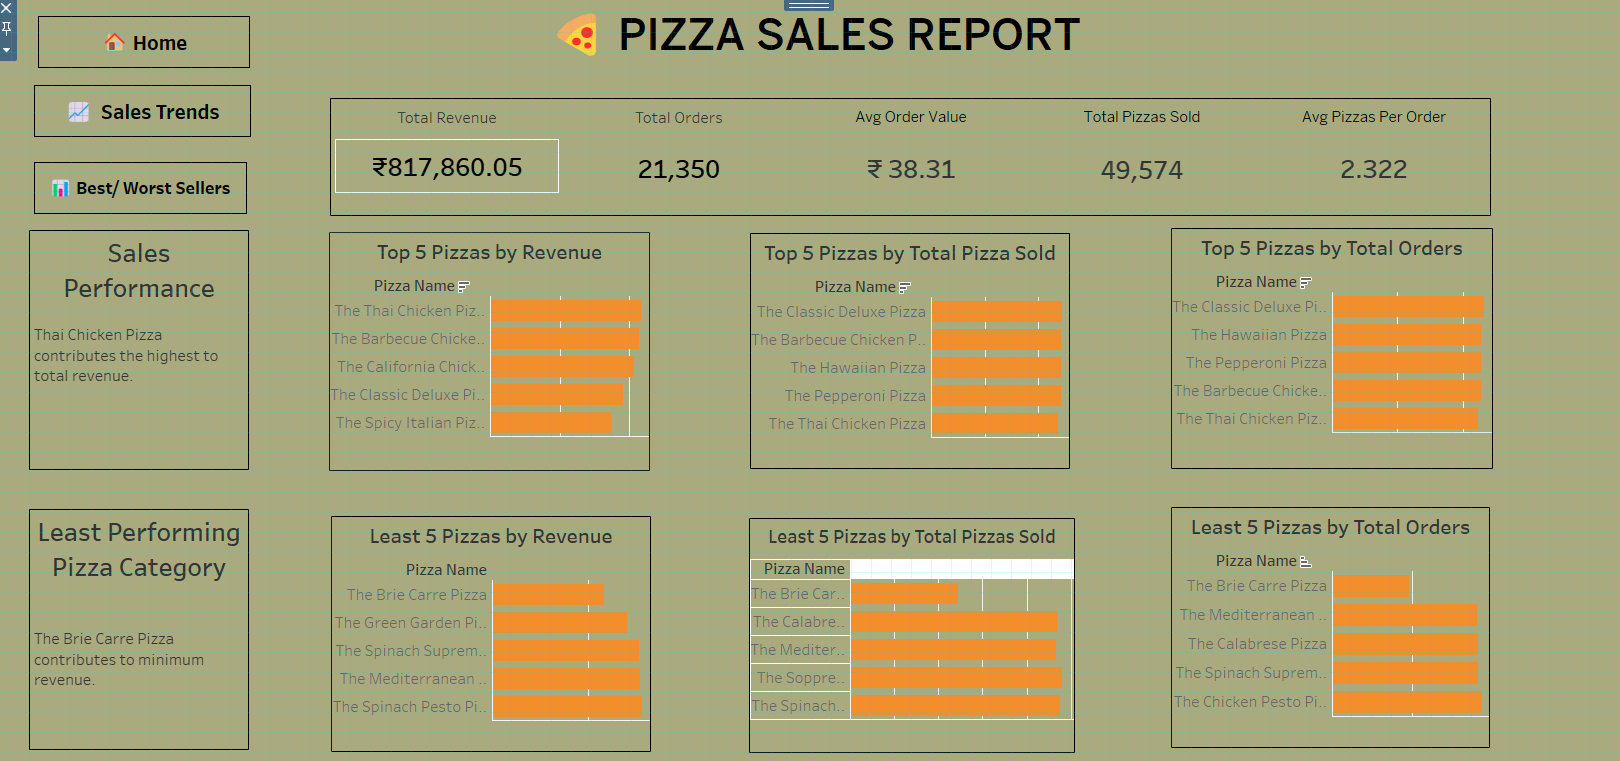 Home
PIZZA SALES REPORT
Sales Trends
Best/ Worst Sellers
Total Revenue
₹817,860.05
Total Orders
21,350
Avg Order Value
₹ 38.31
Total Pizzas Sold
49,574
Avg Pizzas Per Order
2.322
Sales
Performance
Thai Chicken Pizza
contributes the highest to
total revenue.
Top 5 Pizzas by Revenue
Pizza Name
The Thai Chicken Piz..
The Barbecue Chicke..
The California Chick..
The Classic Deluxe Pi..
The Spicy Italian Piz..
Top 5 Pizzas by Total Pizza Sold
Pizza Name
The Classic Deluxe Pizza
The Barbecue Chicken P..
The Hawaiian Pizza
The Pepperoni Pizza
The Thai Chicken Pizza
Top 5 Pizzas by Total Orders
Pizza Name
The Classic Deluxe Pi..
The Hawaiian Pizza
The Pepperoni Pizza
The Barbecue Chicke..
The Thai Chicken Piz..
Least Performing
Pizza Category
The Brie Carre Pizza
contributes to minimum
revenue.
Least 5 Pizzas by Revenue
Pizza Name
The Brie Carre Pizza
The Green Garden Pi..
The Spinach Suprem..
The Mediterranean ..
The Spinach Pesto Pi..
Least 5 Pizzas by Total Pizzas Sold
Pizza Name
The Brie Car..
The Calabre..
The Mediter..
The Soppre..
The Spinach..
Least 5 Pizzas by Total Orders
Pizza Name
The Brie Carre Pizza
The Mediterranean ..
The Calabrese Pizza
The Spinach Suprem..
The Chicken Pesto Pi..